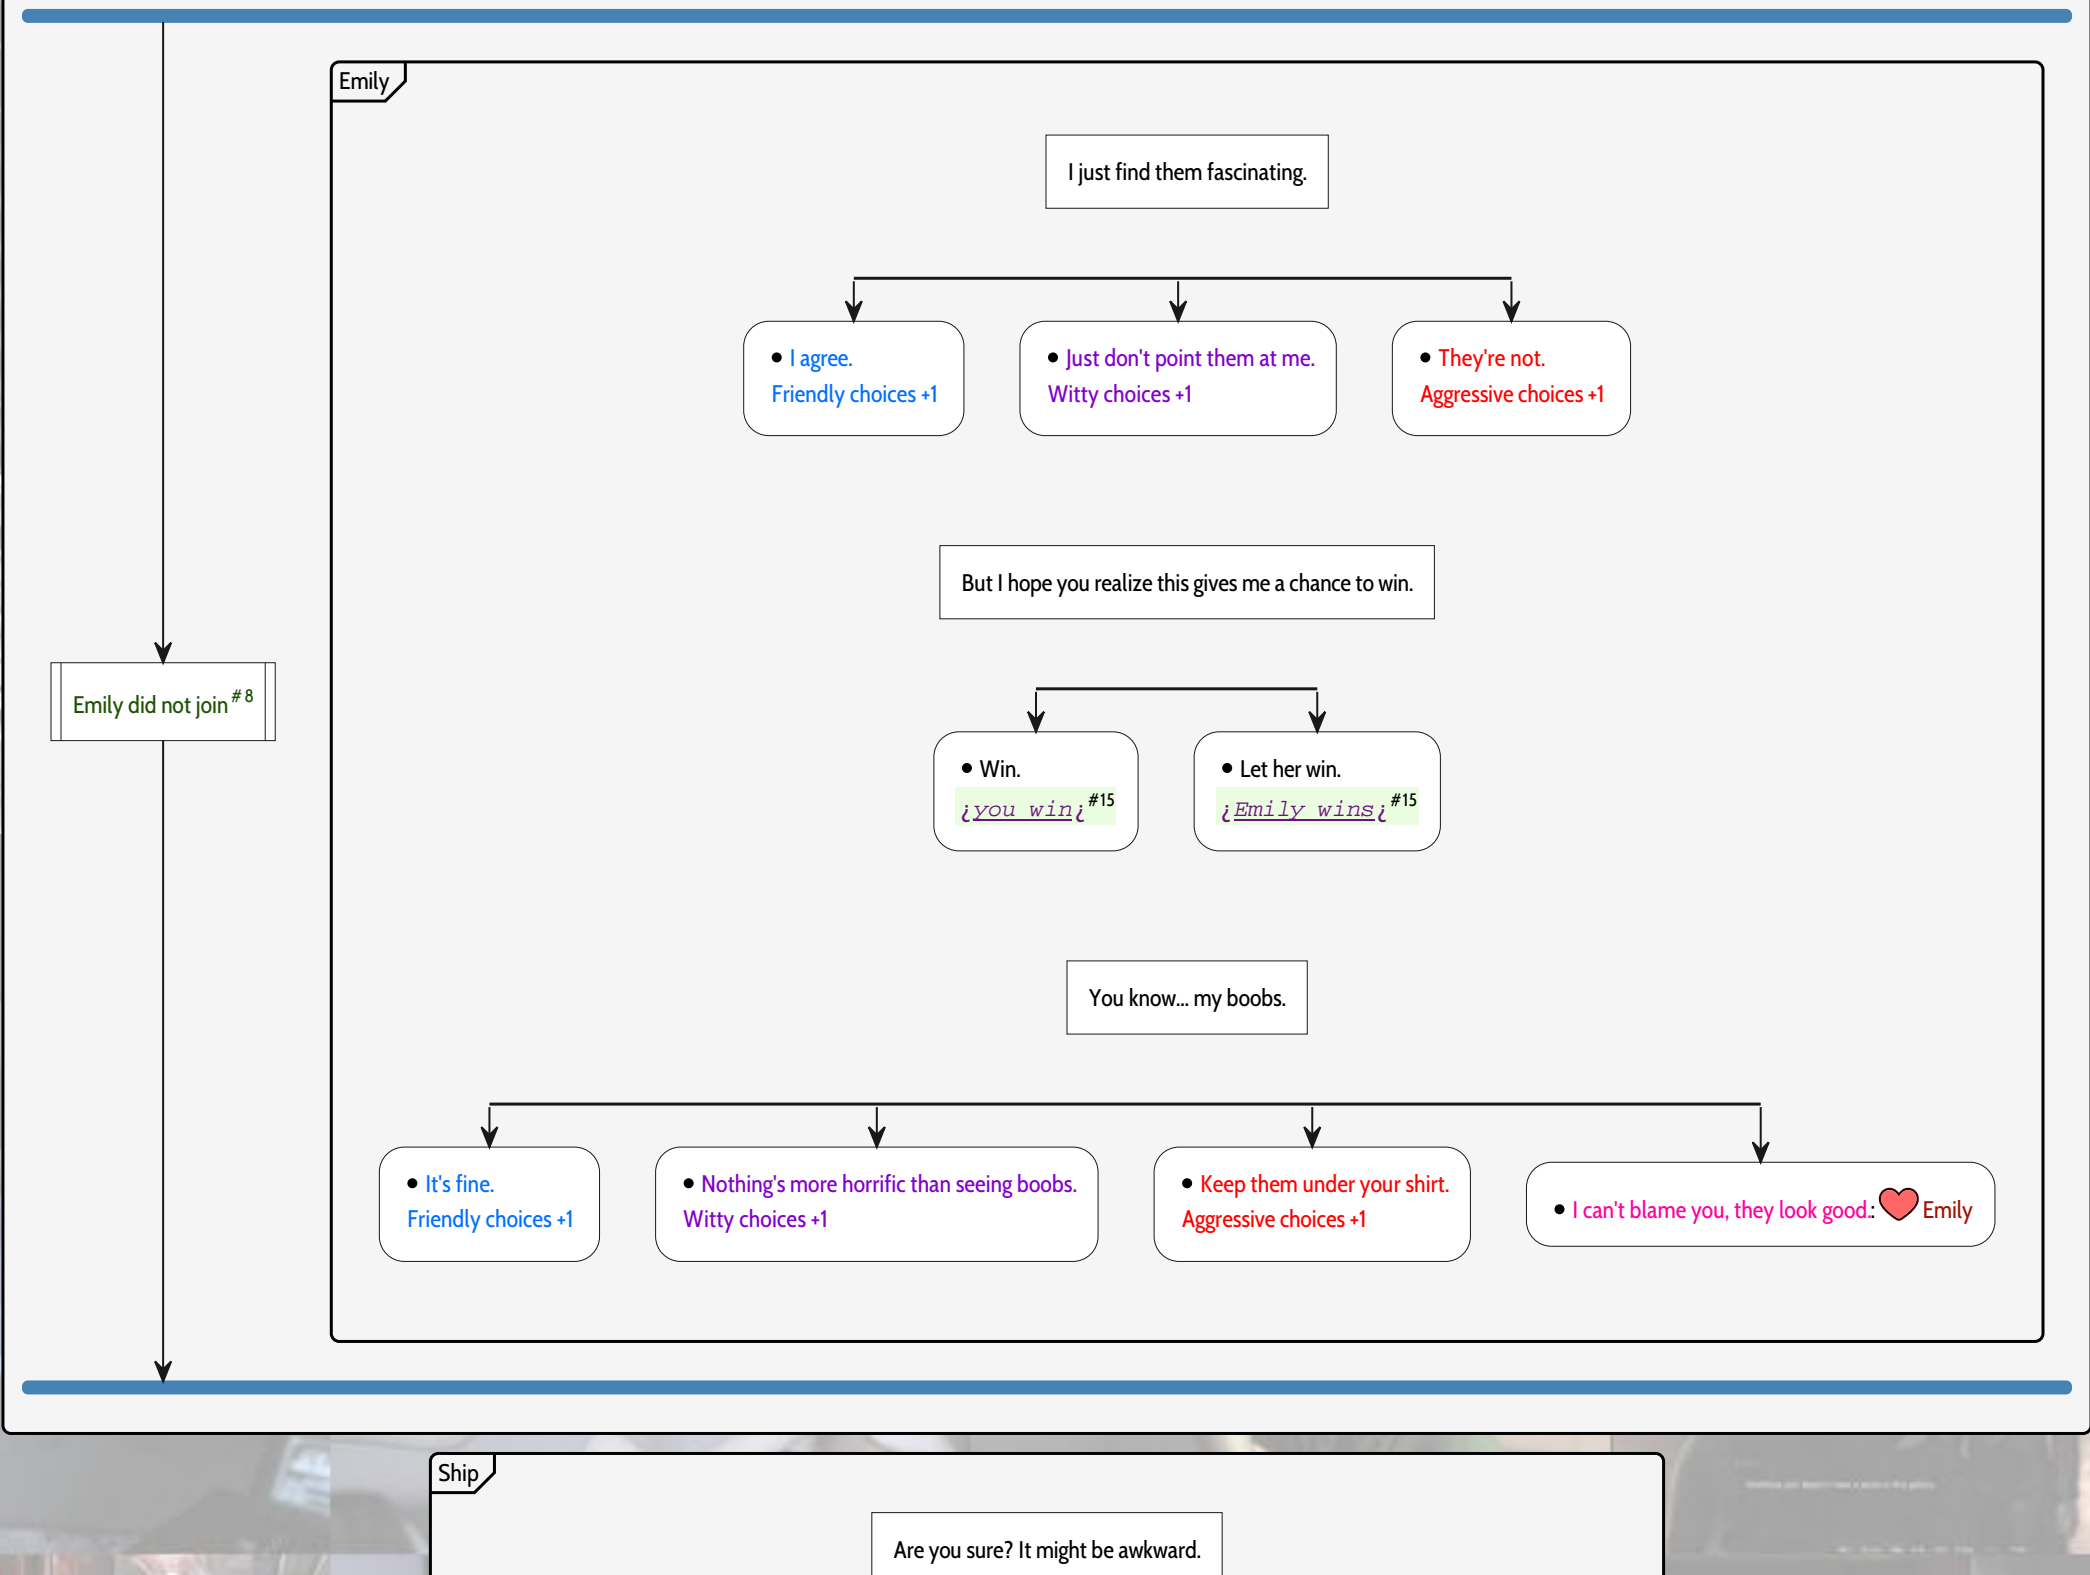 Emily
I just find them fascinating.
• I agree.
Friendly choices +1
• Just don't point them at me.
Witty choices +1
• They're not.
Aggressive choices +1
But I hope you realize this gives me a chance to win.
Emily did not join #8
• Win.
¿you win¿ #15
• Let her win.
¿Emily wins¿ #15
You know... my boobs.
• It's fine.
Friendly choices +1
• Nothing's more horrific than seeing boobs.
Witty choices +1
• Keep them under your shirt.
Aggressive choices +1
• I can't blame you, they look good.: Emily
Ship
Are you sure? It might be awkward.